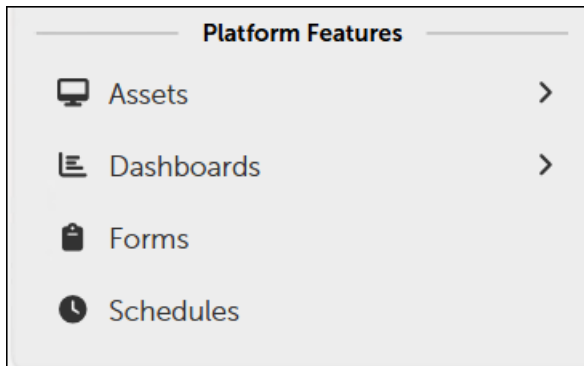 Platform Features
Assets
Dashboards
Forms
Schedules